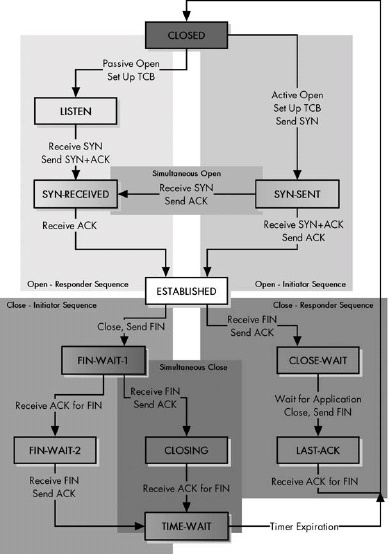 CLOSED
Passive Open
Set Up TCB
Active Open
Set Up TCB
Send SYN
LISTEN
Receive SYN
Send SYN+ACK
Simultaneous Open
SYN-RECEIVED
Receive SYN
Send ACK
SYN-SENT
Receive ACK
Receive SYN+ACK
Send ACK
Open - Responder Sequence
ESTABLISHED
Open - Initiator Sequence
Close - Initiator Sequence
Close - Responder Sequence
Close, Send FIN
Receive FIN
Send ACK
FIN-WAIT-1
Simultaneous Close
CLOSE-WAIT
Receive ACK for FIN
Receive FIN
Send ACK
Wait for Application
Close, Send FIN
FIN-WAIT-2
CLOSING
LAST-ACK
Receive FIN
Send ACK
Receive ACK for FIN
Receive ACK for FIN
TIME-WAIT
Timer Expiration